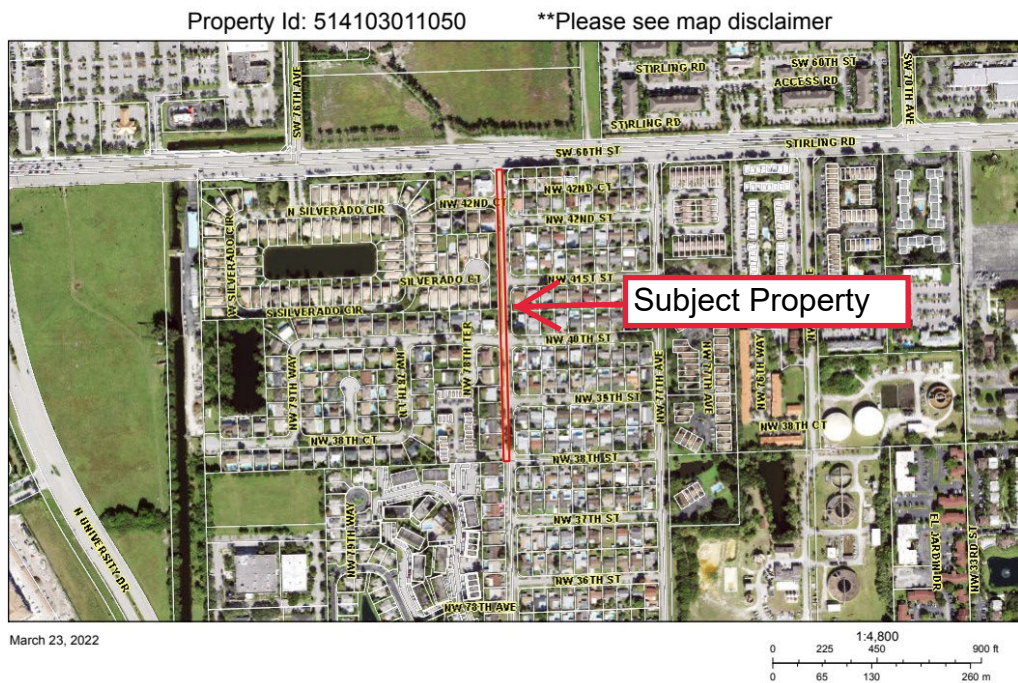 Property Id: 514103011050 **Please see map disclaimer
SW 76TH AVE
STIRLING RD
SW 60TH ST
ACCESS RD
SW 70TH AVE
STIRLING RD
SW 60TH ST
STIRLING RD
NW 42ND CT
NW 42ND CT
N SILVERADO CIR
NW 42ND ST
W SILVERADO CIR
SILVERADO CT
NW 41ST ST
Subject Property
S SILVERADO CIR
NW 40TH ST
NW 78TH TER
NW 79TH WAY
NW 77TH AVE
NW 76TH WAY
NW 38TH CT
NW 38TH CT
NW 38TH ST
N UNIVERSITY DR
NW 79TH WAY
NW 37TH ST
NW 36TH ST
EL JARDIN DR
NW 33RD ST
NW 78TH AVE
March 23, 2022
1:4,800
0 225 450 900 ft
0 65 130 260 m